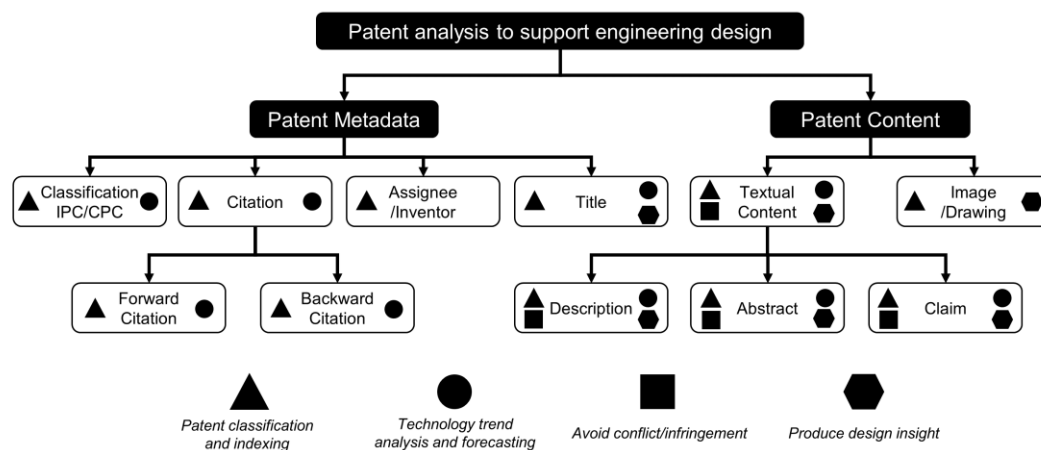 Patent analysis to support engineering design
Patent Metadata
Patent Content
Classification
IPC/CPC
Citation
Assignee
/Inventor
Title
Textual
Content
Image
/Drawing
Forward
Citation
Backward
Citation
Description
Abstract
Claim
Patent classification
and indexing
Technology trend
analysis and forecasting
Avoid conflict/infringement
Produce design insight